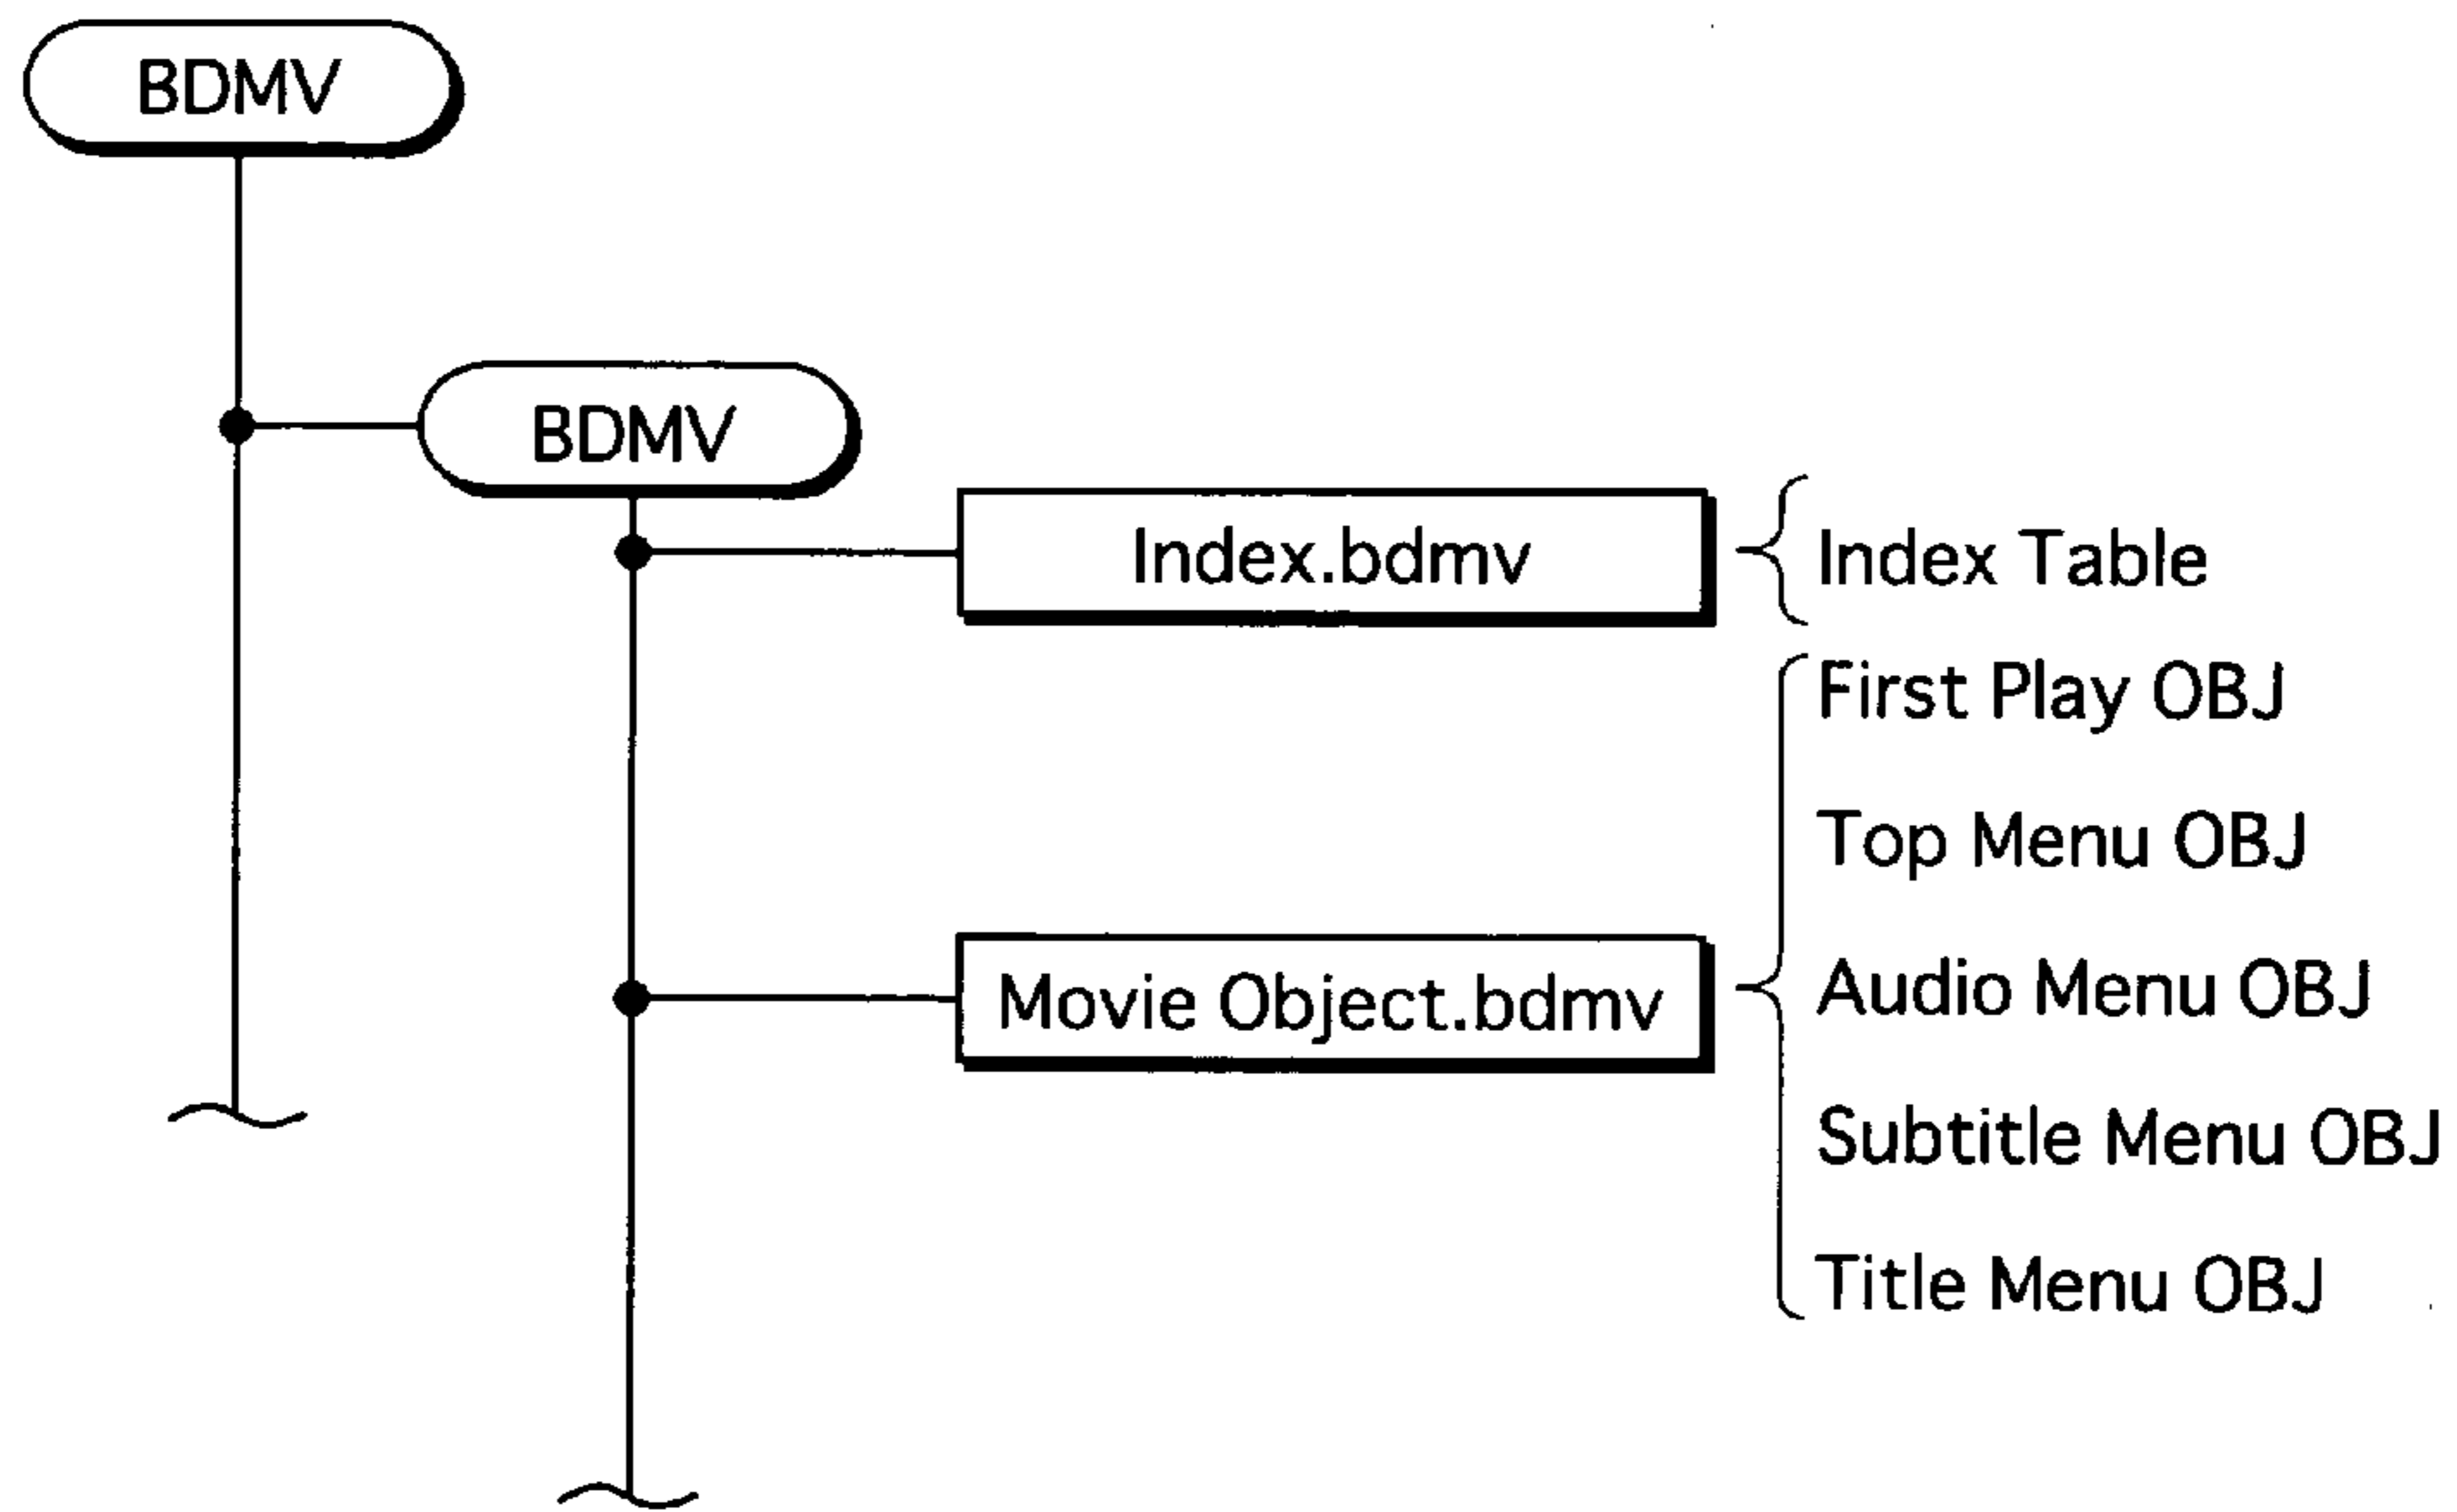 BDMV
BDMV
Index.bdmv
Index Table
First Play OBJ
Top Menu OBJ
Movie Object.bdmv
Audio Menu OBJ
Subtitle Menu OBJ
Title Menu OBJ